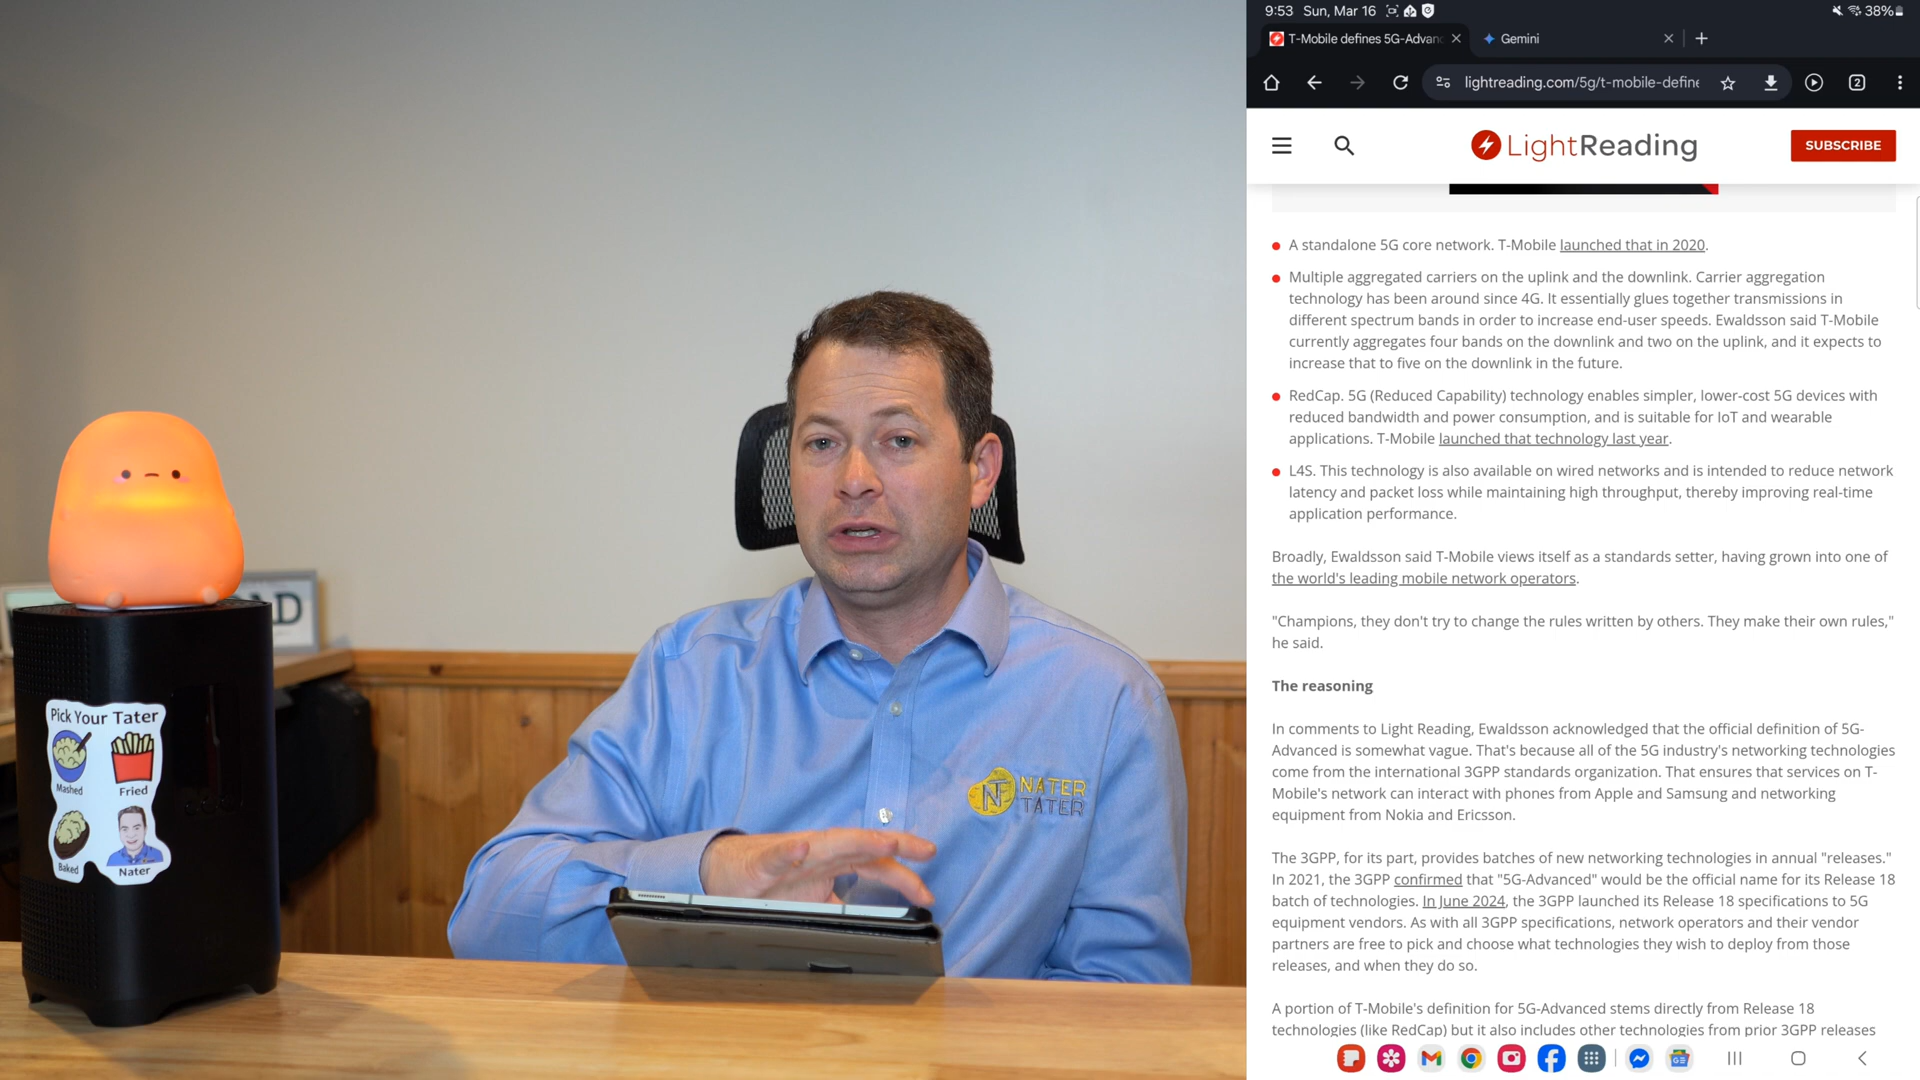 9:53 Sun, Mar 16
38%
T-Mobile defines 5G-Advan
Gemini
lightreading.com/5g/t-mobile-define
2
LightReading
SUBSCRIBE
A standalone 5G core network. T-Mobile launched that in 2020.
Multiple aggregated carriers on the uplink and the downlink. Carrier aggregation
technology has been around since 4G. It essentially glues together transmissions in
different spectrum bands in order to increase end-user speeds. Ewaldsson said T-Mobile
currently aggregates four bands on the downlink and two on the uplink, and it expects to
increase that to five on the downlink in the future.
RedCap. 5G (Reduced Capability) technology enables simpler, lower-cost 5G devices with
reduced bandwidth and power consumption, and is suitable for IoT and wearable
applications. T-Mobile launched that technology last year.
L4S. This technology is also available on wired networks and is intended to reduce network
latency and packet loss while maintaining high throughput, thereby improving real-time
application performance.
Broadly, Ewaldsson said T-Mobile views itself as a standards setter, having grown into one of
the world's leading mobile network operators.
"Champions, they don't try to change the rules written by others. They make their own rules,"
he said.
The reasoning
In comments to Light Reading, Ewaldsson acknowledged that the official definition of 5G-
Advanced is somewhat vague. That's because all of the 5G industry's networking technologies
come from the international 3GPP standards organization. That ensures that services on T-
Mobile's network can interact with phones from Apple and Samsung and networking
equipment from Nokia and Ericsson.
The 3GPP, for its part, provides batches of new networking technologies in annual "releases."
In 2021, the 3GPP confirmed that "5G-Advanced" would be the official name for its Release 18
batch of technologies. In June 2024, the 3GPP launched its Release 18 specifications to 5G
equipment vendors. As with all 3GPP specifications, network operators and their vendor
partners are free to pick and choose what technologies they wish to deploy from those
releases, and when they do so.
A portion of T-Mobile's definition for 5G-Advanced stems directly from Release 18
technologies (like RedCap) but it also includes other technologies from prior 3GPP releases
Pick Your Tater
Mashed
Fried
Baked
Nater
NF
NATER
TATER